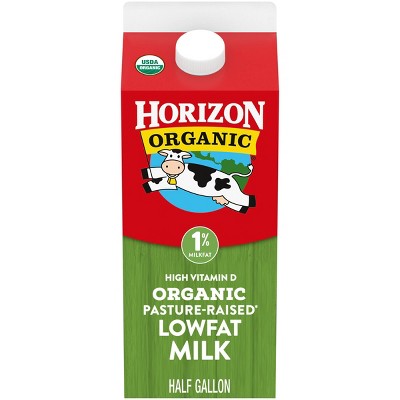 USDA
ORGANIC
HORIZON
ORGANIC
1%
MILKFAT
HIGH VITAMIN D
ORGANIC
PASTURE-RAISED*
LOWFAT
MILK
HALF GALLON